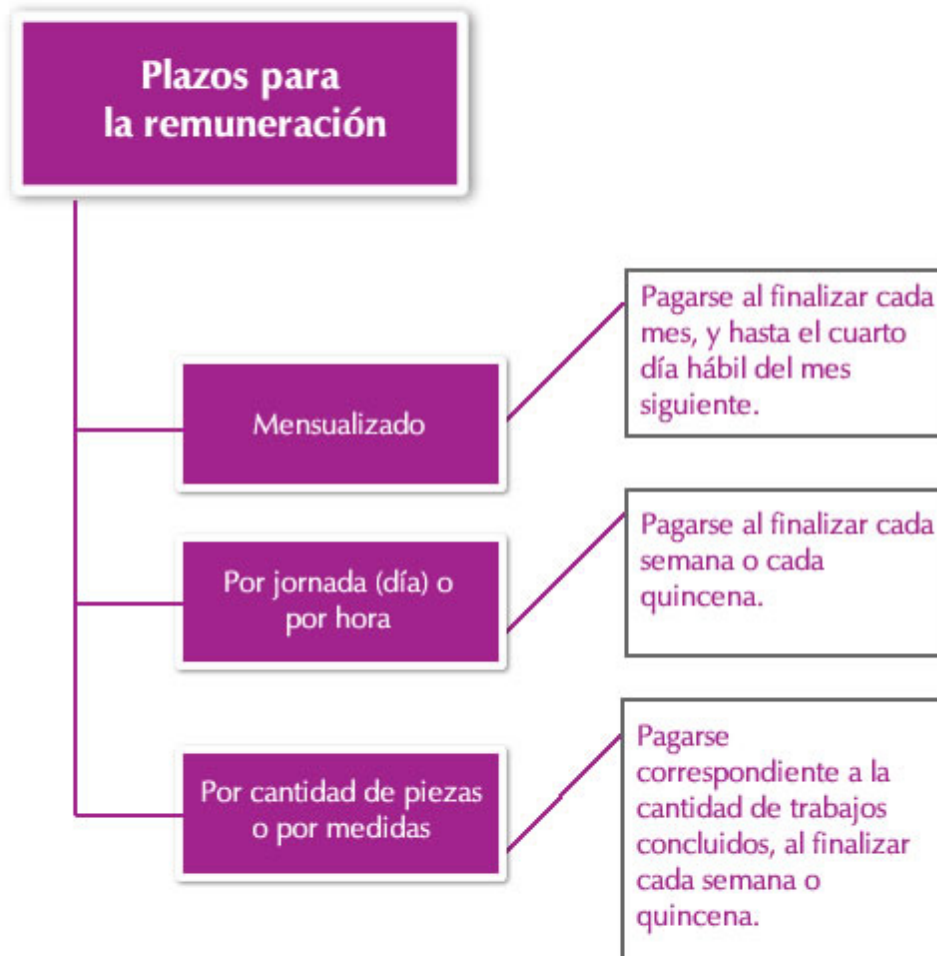 Plazos para
la remuneración
Mensualizado
Pagarse al finalizar cada
mes, y hasta el cuarto
día hábil del mes
siguiente.
Por jornada (día) o
por hora
Pagarse al finalizar cada
semana o cada
quincena.
Por cantidad de piezas
o por medidas
Pagarse
correspondiente a la
cantidad de trabajos
concluidos, al finalizar
cada semana o
quincena.